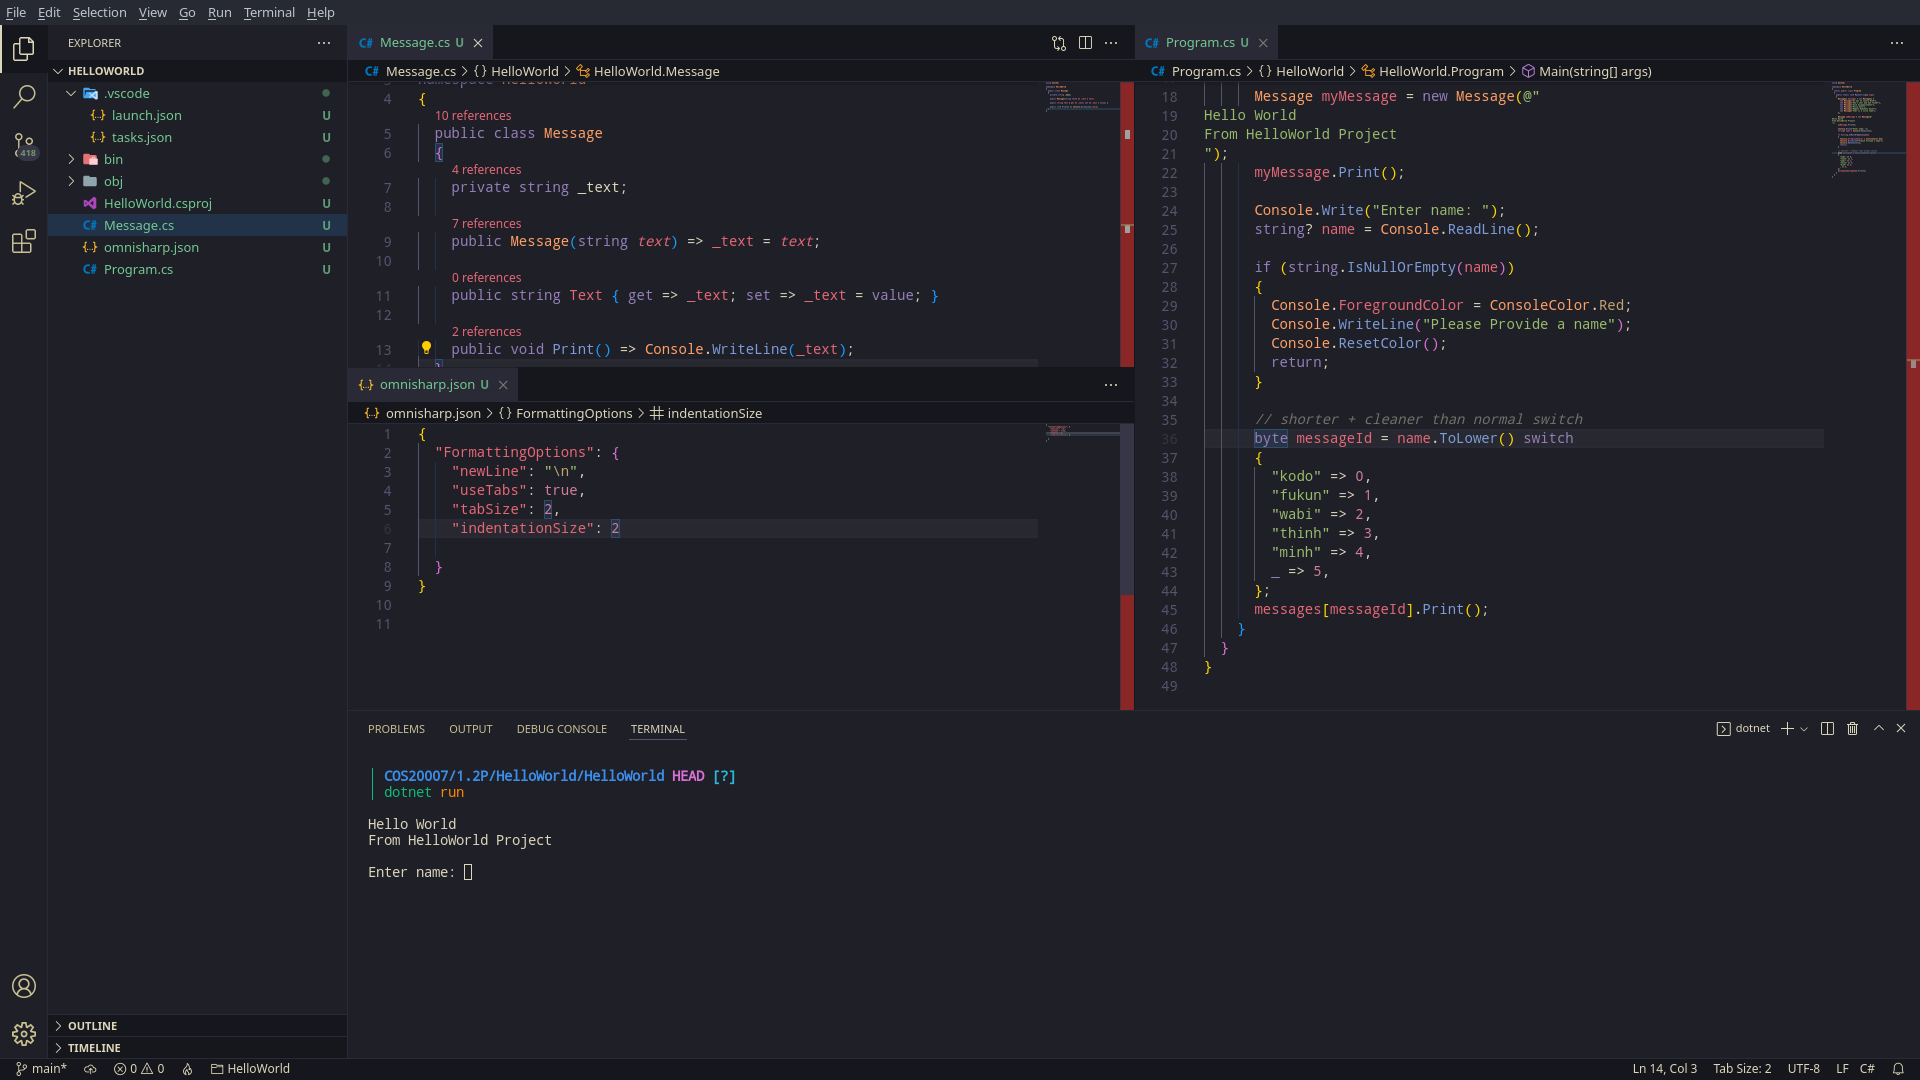 File Edit Selection View Go Run Terminal Help
EXPLORER
HELLOWORLD
.vscode
launch.json U
tasks.json U
bin
obj
HelloWorld.csproj U
Message.cs U
omnisharp.json U
Program.cs U
OUTLINE
TIMELINE
418
Message.cs U
Message.cs > {} HelloWorld > HelloWorld.Message
4 {
10 references
5 public class Message
6 {
4 references
7 private string _text;
8
7 references
9 public Message(string text) => _text = text;
10
0 references
11 public string Text { get => _text; set => _text = value; }
12
2 references
13 public void Print() => Console.WriteLine(_text);
omnisharp.json U
omnisharp.json > {} FormattingOptions > indentationSize
1 {
2 "FormattingOptions": {
3 "newLine": "\n",
4 "useTabs": true,
5 "tabSize": 2,
6 "indentationSize": 2
7
8 }
9 }
10
11
Program.cs U
Program.cs > {} HelloWorld > HelloWorld.Program > Main(string[] args)
18 Message myMessage = new Message(@"
19 Hello World
20 From HelloWorld Project
21 ");
22 myMessage.Print();
23
24 Console.Write("Enter name: ");
25 string? name = Console.ReadLine();
26
27 if (string.IsNullOrEmpty(name))
28 {
29 Console.ForegroundColor = ConsoleColor.Red;
30 Console.WriteLine("Please Provide a name");
31 Console.ResetColor();
32 return;
33 }
34
35 // shorter + cleaner than normal switch
36 byte messageId = name.ToLower() switch
37 {
38 "kodo" => 0,
39 "fukun" => 1,
40 "wabi" => 2,
41 "thinh" => 3,
42 "minh" => 4,
43 _ => 5,
44 };
45 messages[messageId].Print();
46 }
47 }
48 }
49
PROBLEMS OUTPUT DEBUG CONSOLE TERMINAL
dotnet
COS20007/1.2P/HelloWorld/HelloWorld HEAD [?]
dotnet run
Hello World
From HelloWorld Project
Enter name:
main* 0 0 HelloWorld
Ln 14, Col 3 Tab Size: 2 UTF-8 LF C#